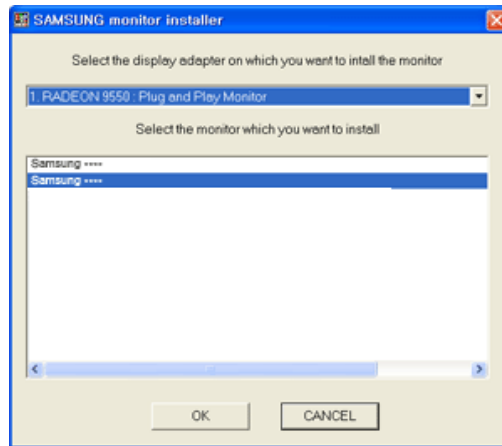 SAMSUNG monitor installer
Select the display adapter on which you want to intall the monitor
1. RADEON 9550 : Plug and Play Monitor
Select the monitor which you want to install
Samsung ----
Samsung ----
OK
CANCEL